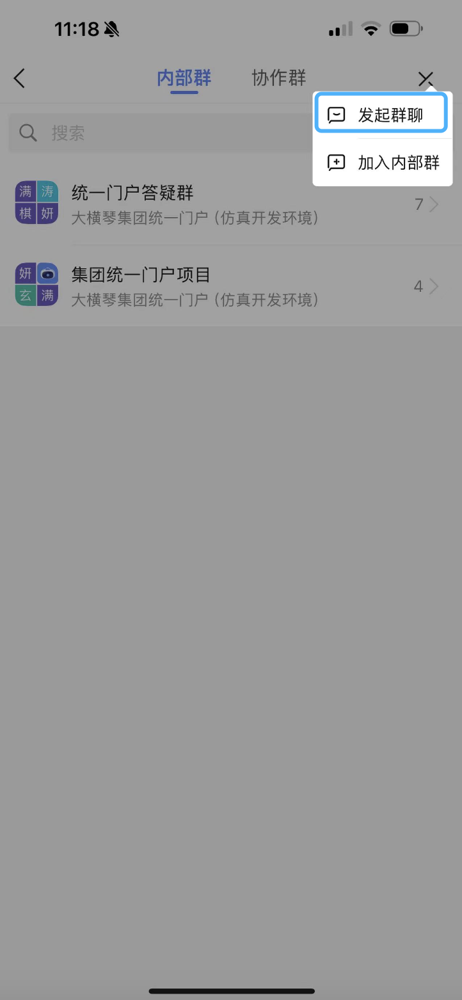 11:18
内部群
协作群
发起群聊
搜索
加入内部群
满 涛
棋 妍
统一门户答疑群
大横琴集团统一门户 (仿真开发环境)
7
妍
玄 满
集团统一门户项目
大横琴集团统一门户 (仿真开发环境)
4